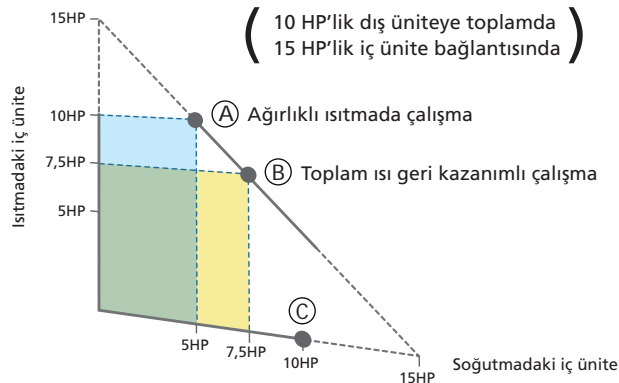 15HP
( 10 HP’lik dış üniteye toplamda
15 HP’lik iç ünite bağlantısında )
10HP
A Ağırlıklı ısıtmada çalışma
7,5HP
B Toplam ısı geri kazanımlı çalışma
5HP
Isıtmadaki iç ünite
C
5HP
7,5HP
10HP
15HP
Soğutmadaki iç ünite